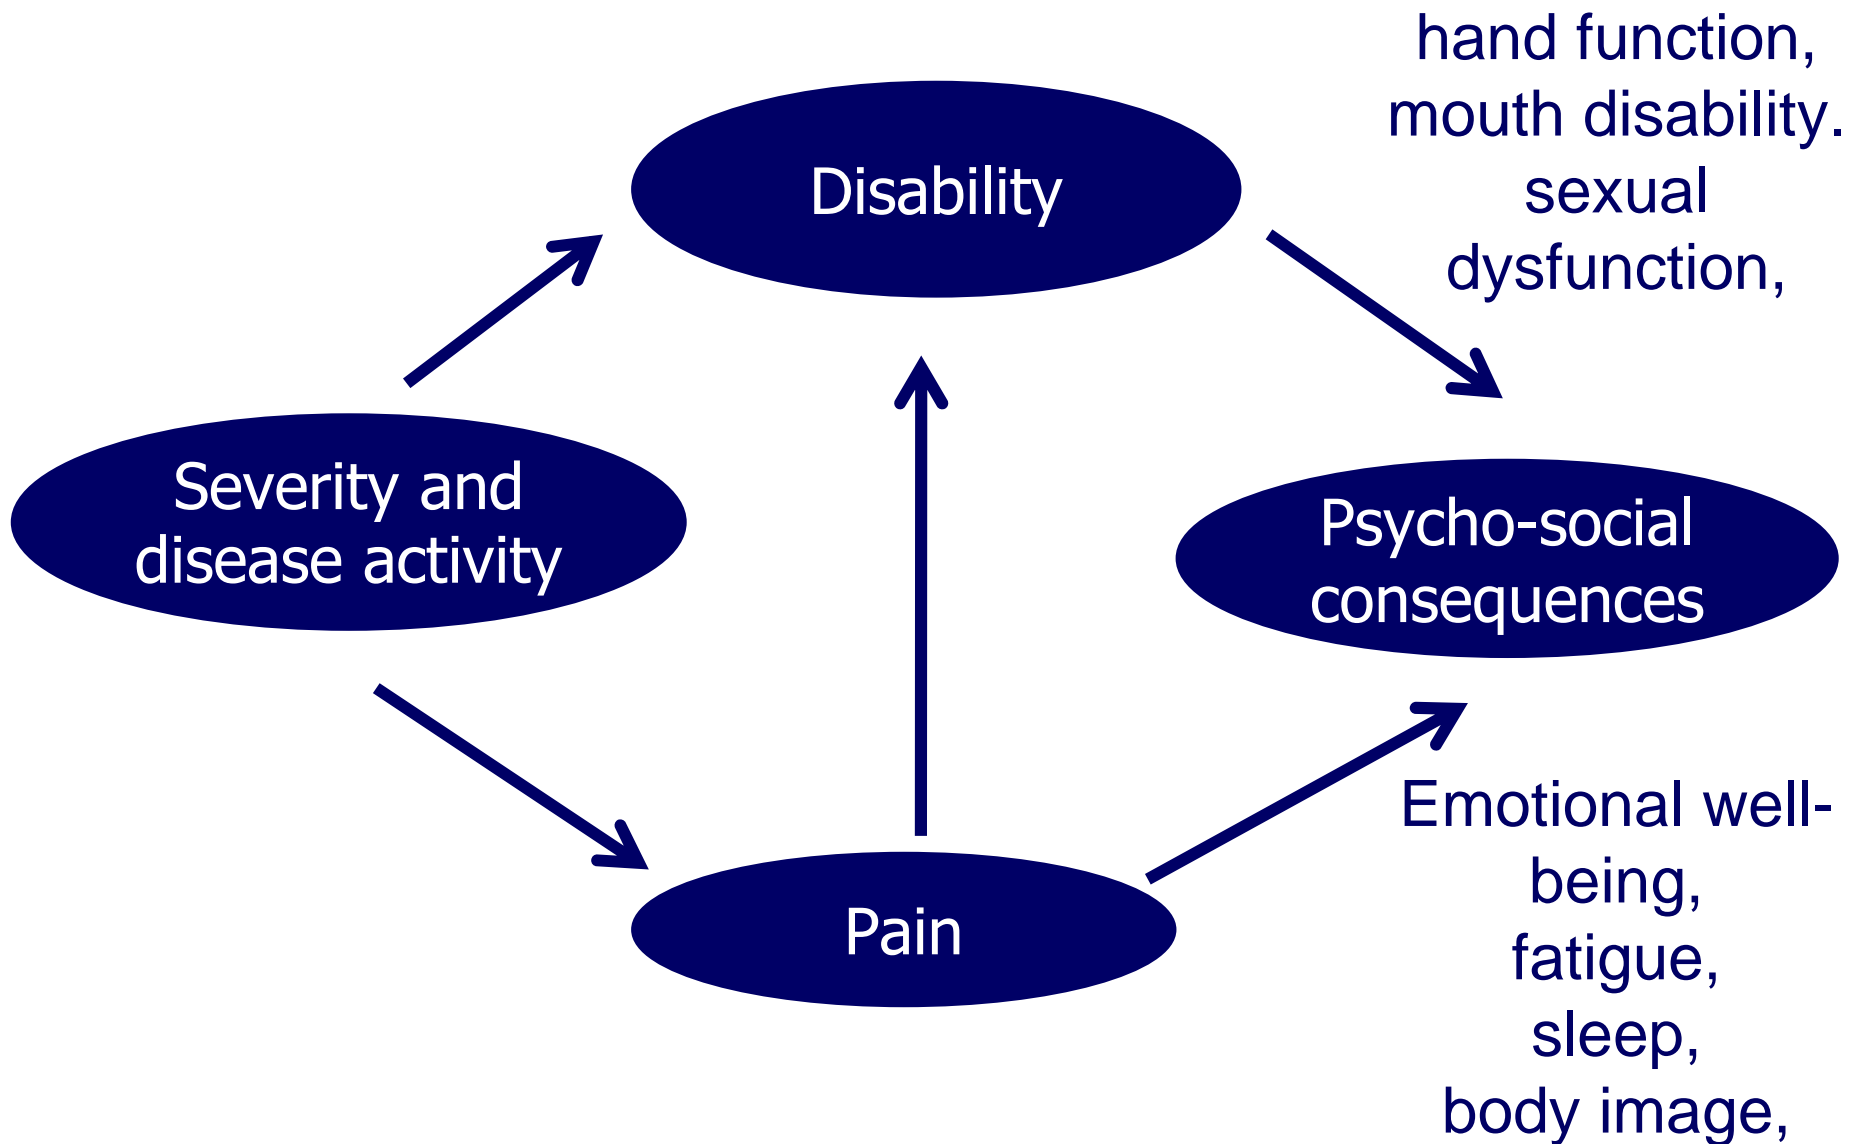 hand function,
mouth disability.
sexual
dysfunction,
Disability
Severity and
disease activity
Psycho-social
consequences
Pain
Emotional well-
being,
fatigue,
sleep,
body image,